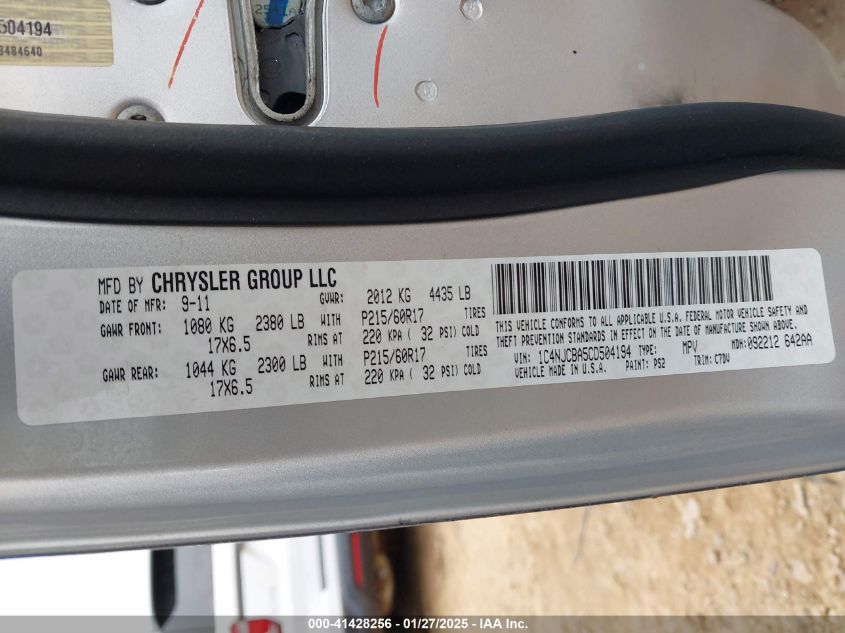 504194
8484640
MFD BY CHRYSLER GROUP LLC
DATE OF MFR: 9-11 GVWR: 2012 KG 4435 LB
GAWR FRONT: 1080 KG 2380 LB WITH P215/60R17 TIRES
17X6.5 RIMS AT 220 KPA ( 32 PSI) COLD
GAWR REAR: 1044 KG 2300 LB WITH P215/60R17 TIRES
17X6.5 RIMS AT 220 KPA ( 32 PSI) COLD
THIS VEHICLE CONFORMS TO ALL APPLICABLE U.S.A. FEDERAL MOTOR VEHICLE SAFETY AND
THEFT PREVENTION STANDARDS IN EFFECT ON THE DATE OF MANUFACTURE SHOWN ABOVE.
VIN: 1C4NJCBA5CD504194 TYPE: MPV MDH: 092212 642AA
VEHICLE MADE IN U.S.A. PAINT: PS2 TRIM: C7DV
000-41428256 - 01/27/2025 - IAA Inc.